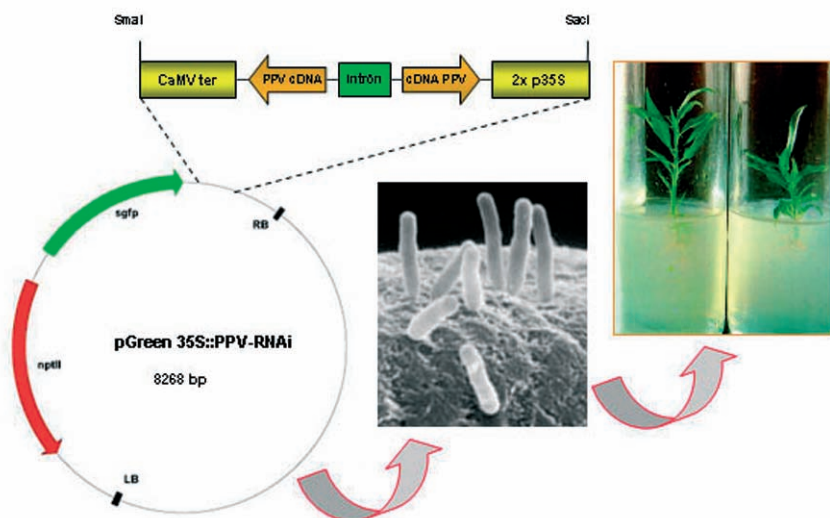 SmaI
SacI
CaMV ter
PPV cDNA
Intron
cDNA PPV
2x p35S
sgfp
RB
nptII
pGreen 35S::PPV-RNAi
8268 bp
LB